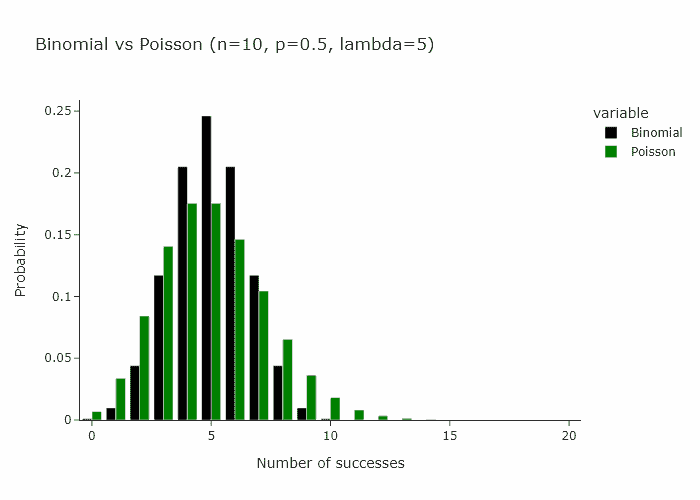 Binomial vs Poisson (n=10, p=0.5, lambda=5)
variable
Binomial
Poisson
Probability
0.25
0.2
0.15
0.1
0.05
0
0 5 10 15 20
Number of successes